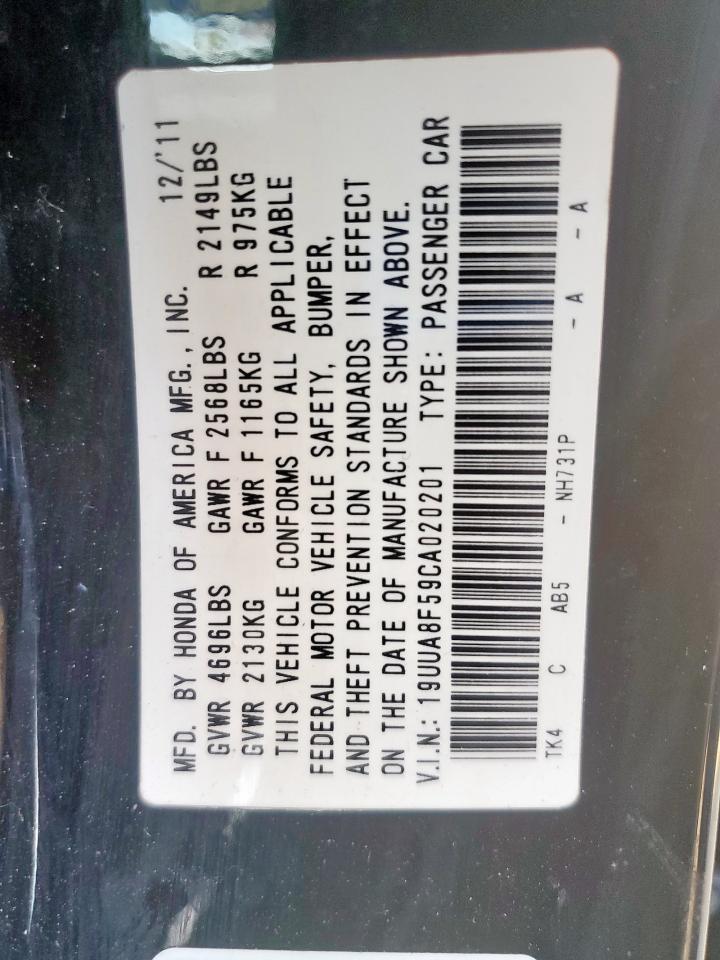 MFD. BY HONDA OF AMERICA MFG., INC. 12/'11
GVWR 4696LBS GAWR F 2568LBS R 2149LBS
GVWR 2130KG GAWR F 1165KG R 975KG
THIS VEHICLE CONFORMS TO ALL APPLICABLE
FEDERAL MOTOR VEHICLE SAFETY, BUMPER,
AND THEFT PREVENTION STANDARDS IN EFFECT
ON THE DATE OF MANUFACTURE SHOWN ABOVE.
V.I.N.: 19UUA8F59CA020201 TYPE: PASSENGER CAR
TK4 C AB5 - NH731P - A - A